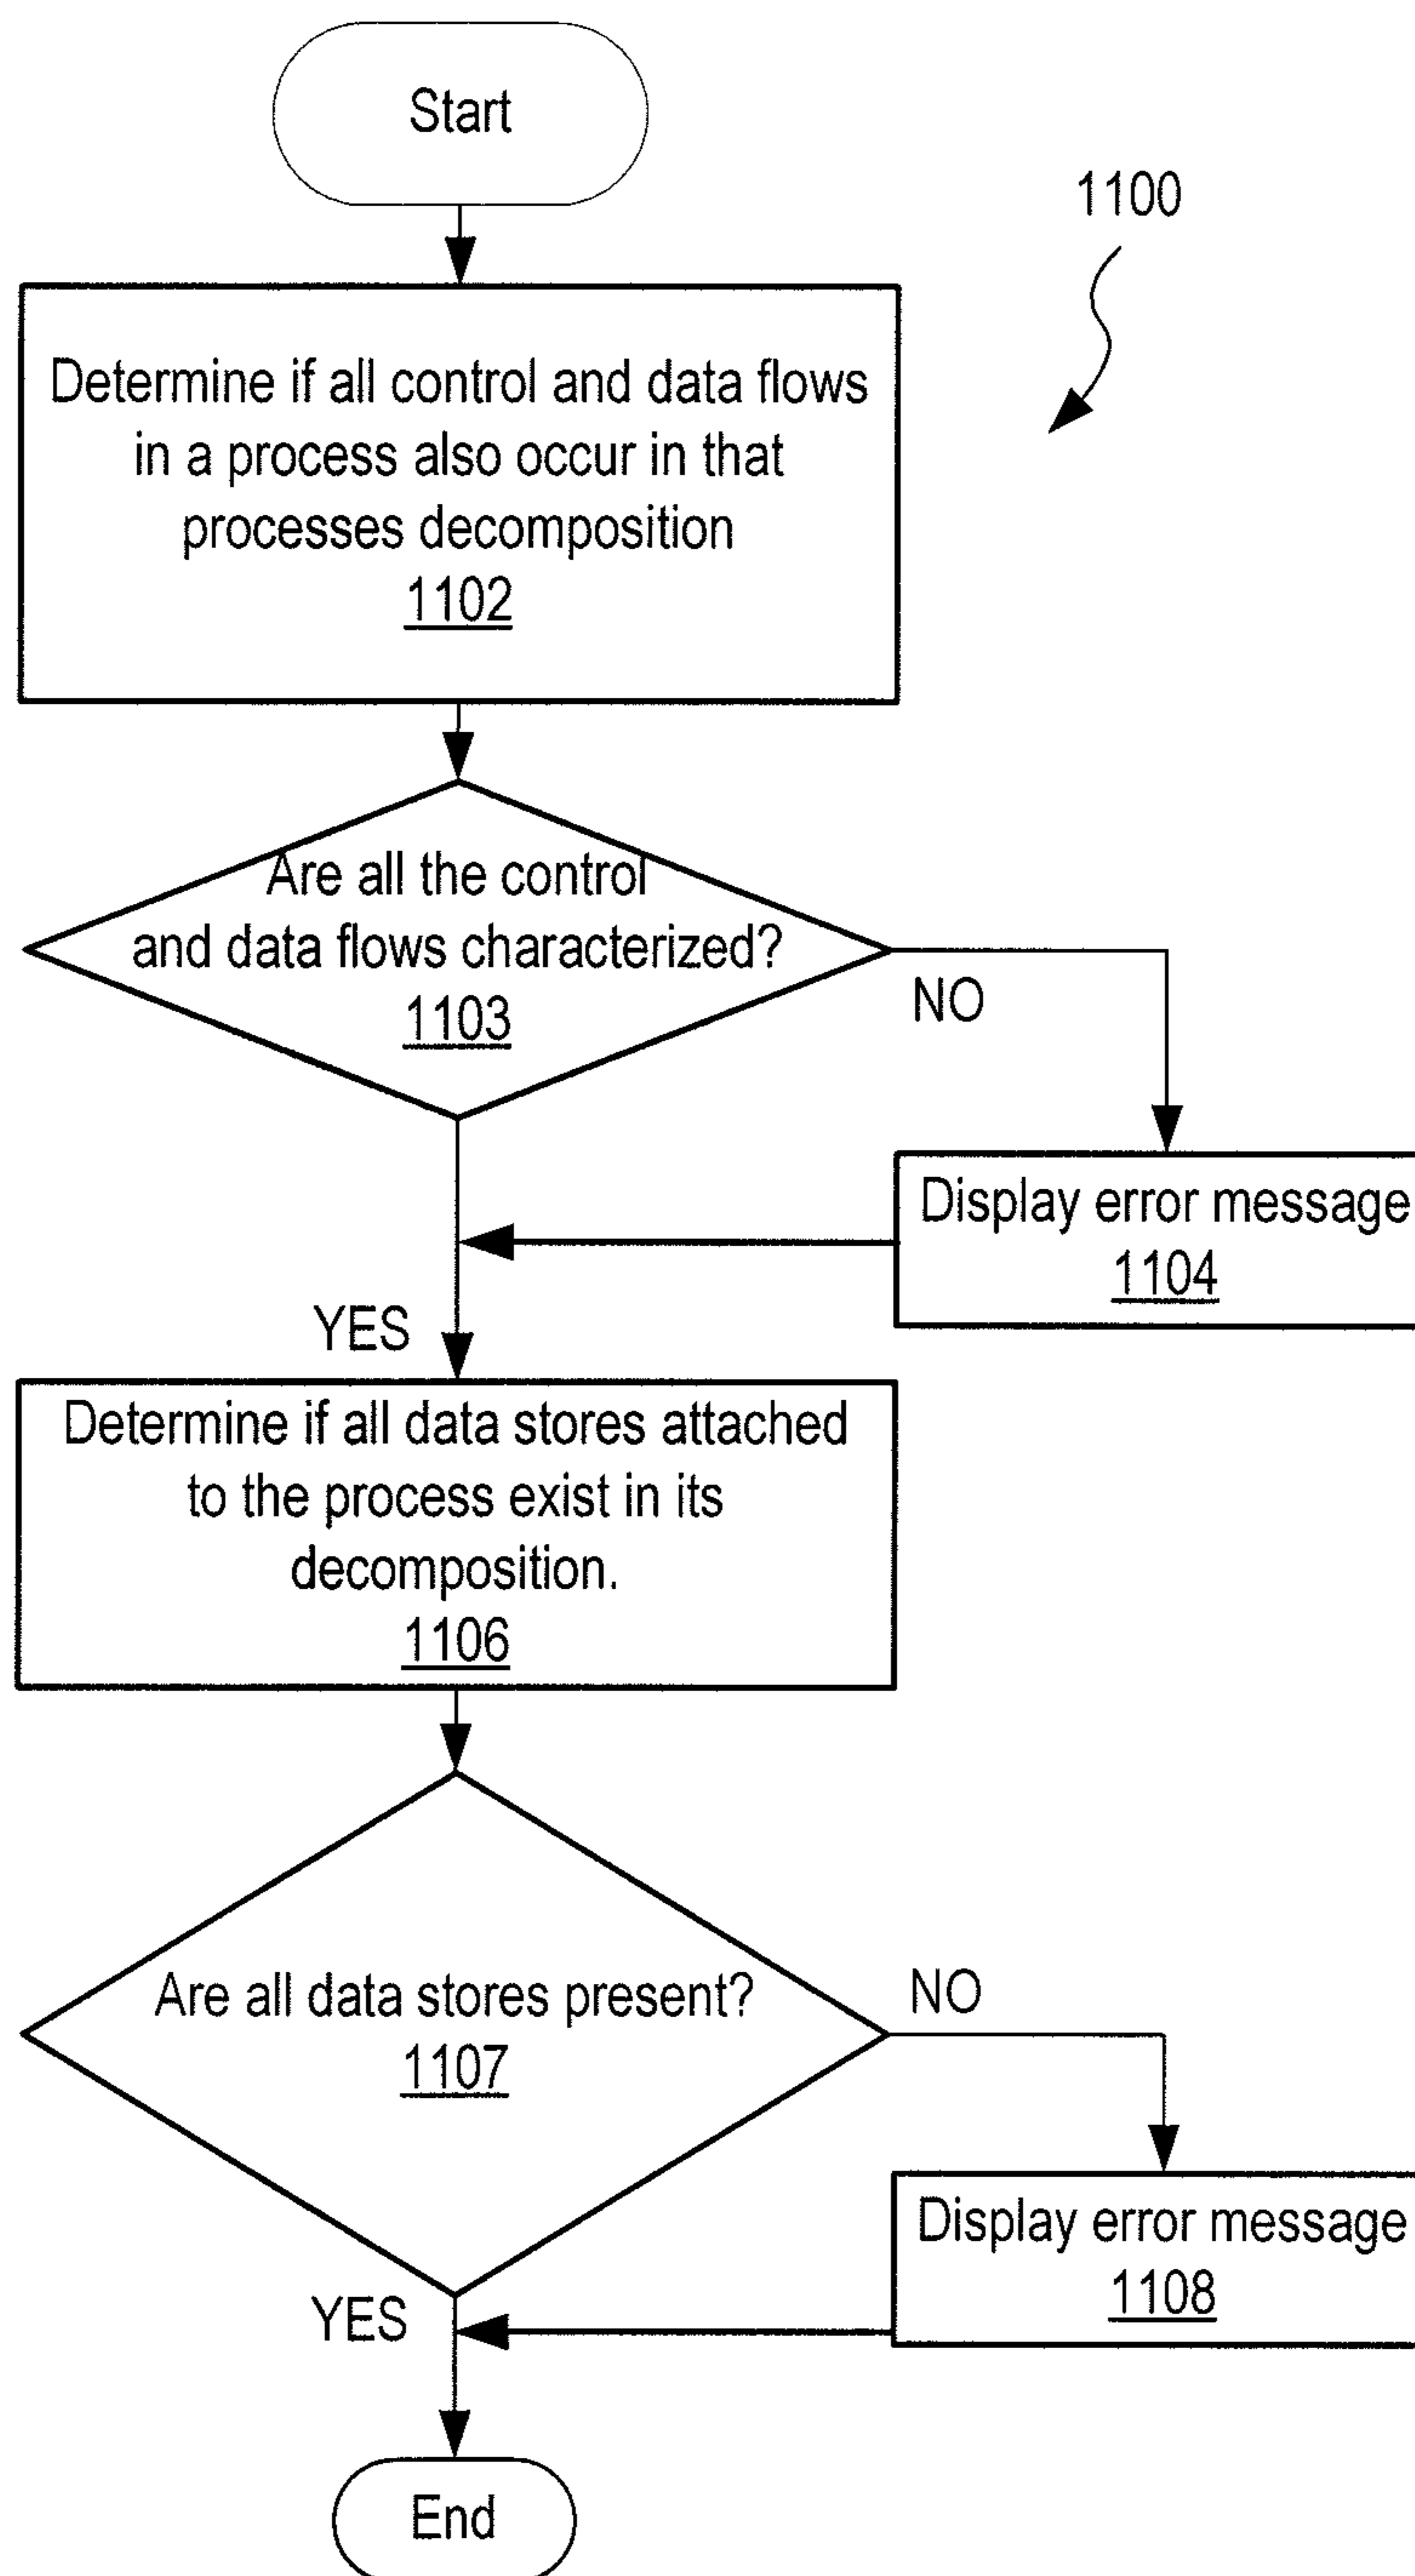 Start
1100
Determine if all control and data flows
in a process also occur in that
processes decomposition
1102
Are all the control
and data flows characterized?
1103
NO
Display error message
1104
YES
Determine if all data stores attached
to the process exist in its
decomposition.
1106
Are all data stores present?
1107
NO
Display error message
1108
YES
End